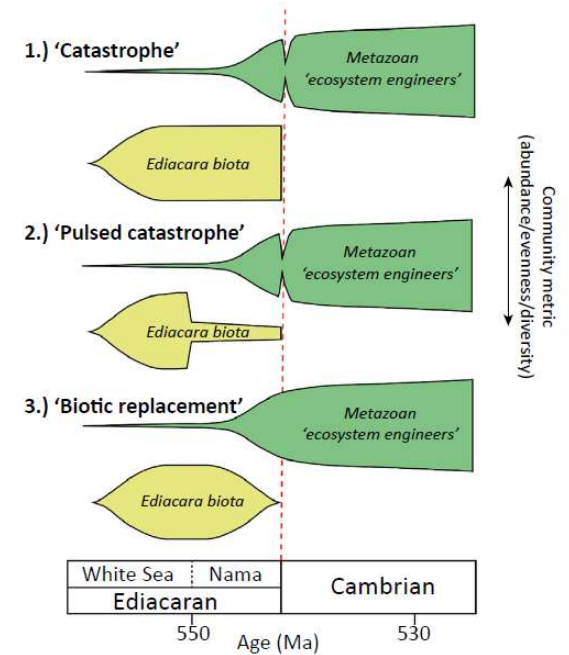 1.) ‘Catastrophe’
Metazoan
‘ecosystem engineers’
Ediacara biota
2.) ‘Pulsed catastrophe’
Metazoan
‘ecosystem engineers’
Ediacara biota
3.) ‘Biotic replacement’
Metazoan
‘ecosystem engineers’
Ediacara biota
Community metric
(abundance/evenness/diversity)
White Sea
Nama
Ediacaran
Cambrian
550
530
Age (Ma)